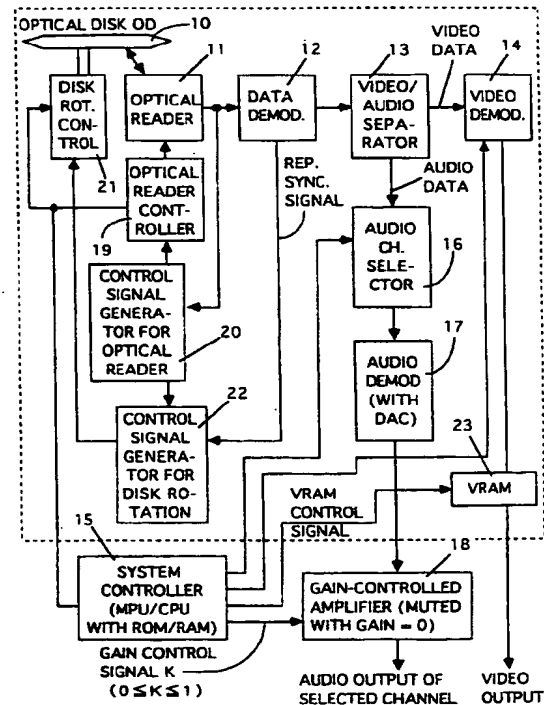 OPTICAL DISK OD
10
11
12
13
VIDEO
DATA
14
DISK
ROT.
CON-
TROL
21
OPTICAL
READER
DATA
DEMOD.
VIDEO/
AUDIO
SEPA-
RATOR
VIDEO
DEMOD.
OPTICAL
READER
CONT-
ROLLER
19
REP.
SYNC.
SIGNAL
AUDIO
DATA
AUDIO
CH.
SELE-
CTOR
16
CONTROL
SIGNAL
GENERA-
TOR FOR
OPTICAL
READER
20
AUDIO
DEMOD
(WITH
DAC)
17
22
CONTROL
SIGNAL
GENERA-
TOR FOR
DISK RO-
TATION
23
VRAM
VRAM
CONTROL
SIGNAL
15
SYSTEM
CONTROLLER
(MPU/CPU
WITH ROM/RAM)
18
GAIN-CONTROLLED
AMPLIFIER (MUTED
WITH GAIN = 0)
GAIN CONTROL
SIGNAL K
(0≦K≦1)
AUDIO OUTPUT OF
SELECTED CHANNEL
VIDEO
OUTPUT